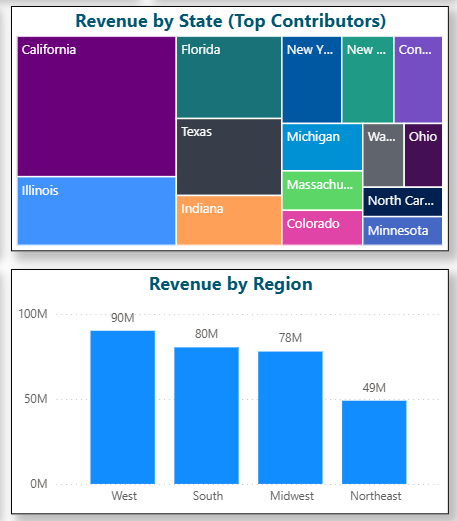 Revenue by State (Top Contributors)
California
Florida
New Y...
New ...
Con...
Texas
Michigan
Wa...
Ohio
Illinois
Massachu...
Indiana
North Car...
Colorado
Minnesota
Revenue by Region
100M
90M
80M
78M
50M
49M
0M
West
South
Midwest
Northeast